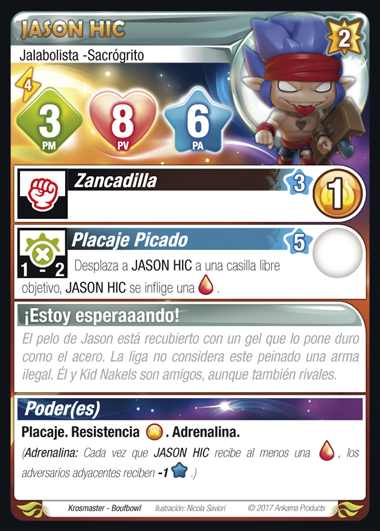 JASON HIC
2
Jalabolista -Sacrógrito
4
3
PM
8
PV
6
PA
Zancadilla
3
1
Placaje Picado
5
1 - 2
Desplaza a JASON HIC a una casilla libre
objetivo, JASON HIC se inflige una .
¡Estoy esperaaando!
El pelo de Jason está recubierto con un gel que lo pone duro
como el acero. La liga no considera este peinado una arma
ilegal. Él y Kid Nakels son amigos, aunque también rivales.
Poder(es)
Placaje. Resistencia . Adrenalina.
(Adrenalina: Cada vez que JASON HIC recibe al menos una , los
adversarios adyacentes reciben -1 .)
Krosmaster - Boufbowl Ilustración: Nicola Saviori © 2017 Ankama Products